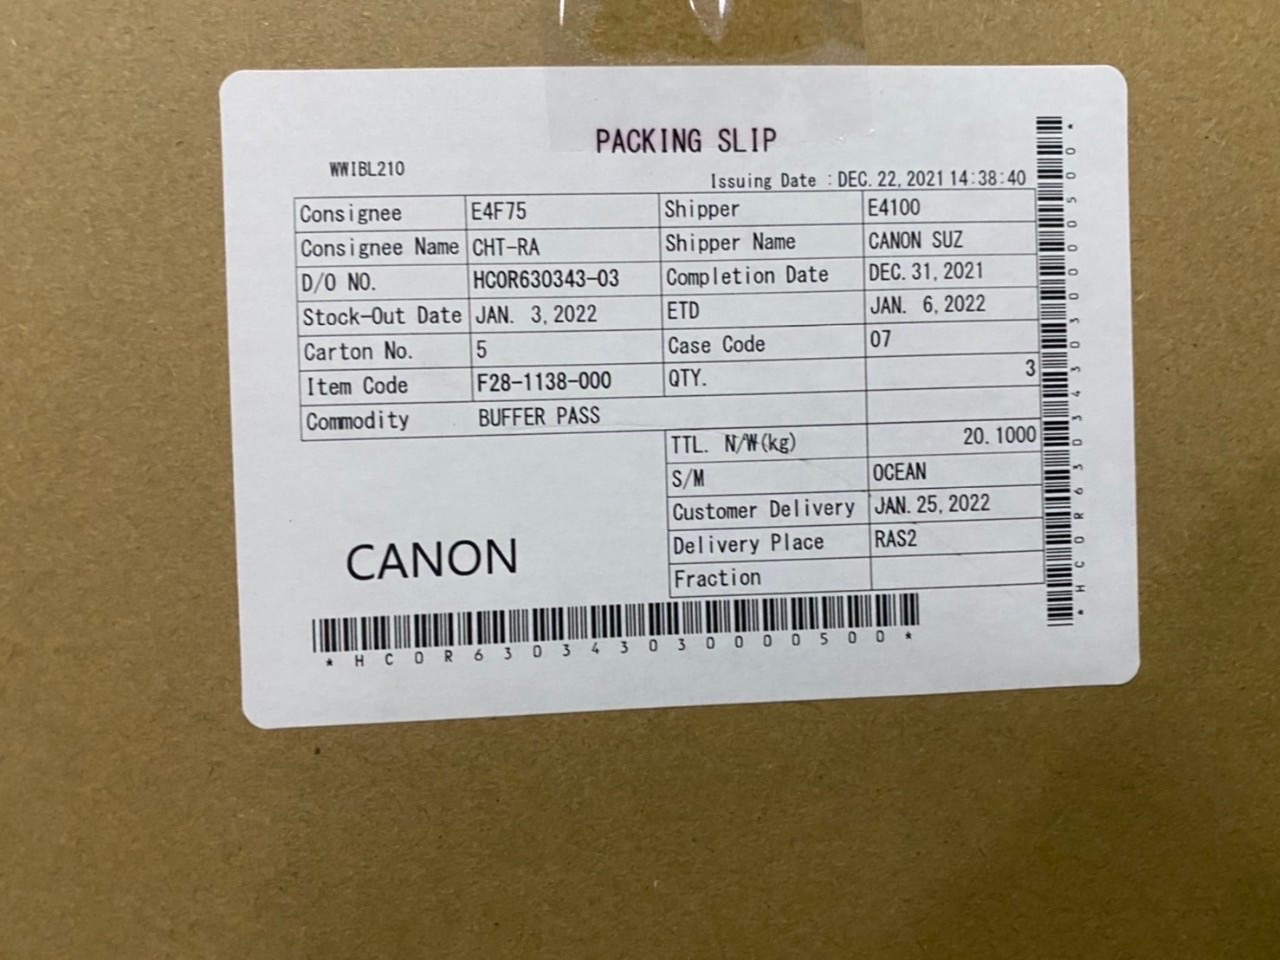 PACKING SLIP
WWIBL210
Issuing Date : DEC. 22, 2021 14:38:40
Consignee E4F75 Shipper E4100
Consignee Name CHT-RA Shipper Name CANON SUZ
D/O NO. HCOR630343-03 Completion Date DEC. 31, 2021
Stock-Out Date JAN. 3, 2022 ETD JAN. 6, 2022
Carton No. 5 Case Code 07
Item Code F28-1138-000 QTY. 3
Commodity BUFFER PASS
TTL. N/W(kg) 20.1000
S/M OCEAN
Customer Delivery JAN. 25, 2022
Delivery Place RAS2
Fraction
CANON
*HCOR63034303000500*
*HCOR63034303000500*